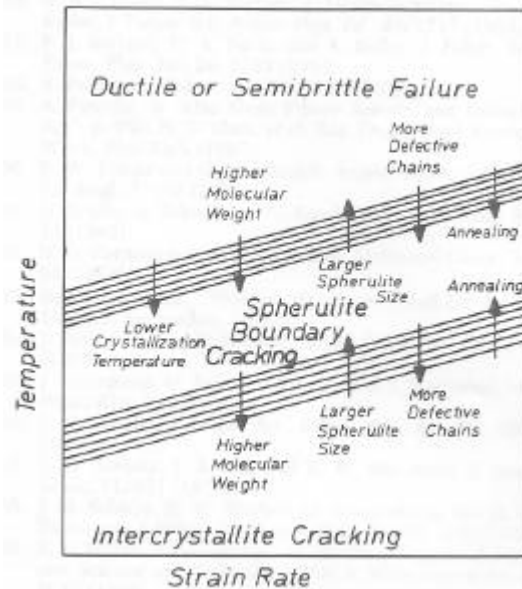 Ductile or Semibrittle Failure
More
Defective
Chains
Higher
Molecular
Weight
Annealing
Larger
Spherulite
Size
Annealing
Lower
Crystallization
Temperature
Spherulite
Boundary
Cracking
Higher
Molecular
Weight
Larger
Spherulite
Size
More
Defective
Chains
Intercrystallite Cracking
Temperature
Strain Rate